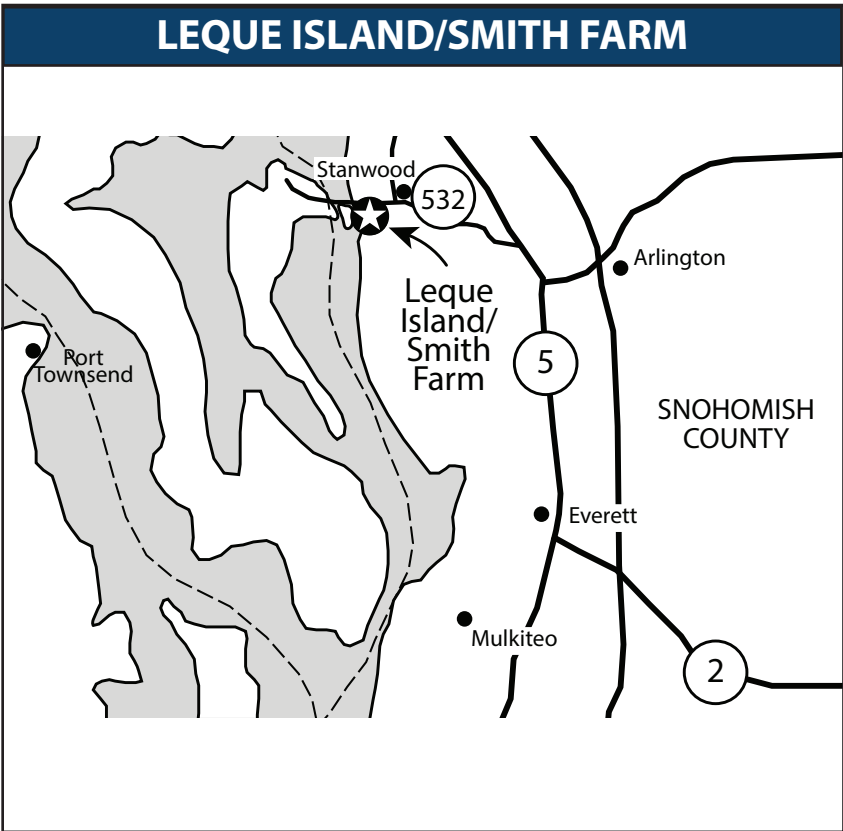 LEQUE ISLAND/SMITH FARM
Stanwood
532
Arlington
Leque
Island/
Smith
Farm
5
Port
Townsend
SNOHOMISH
COUNTY
Everett
Mulkiteo
2